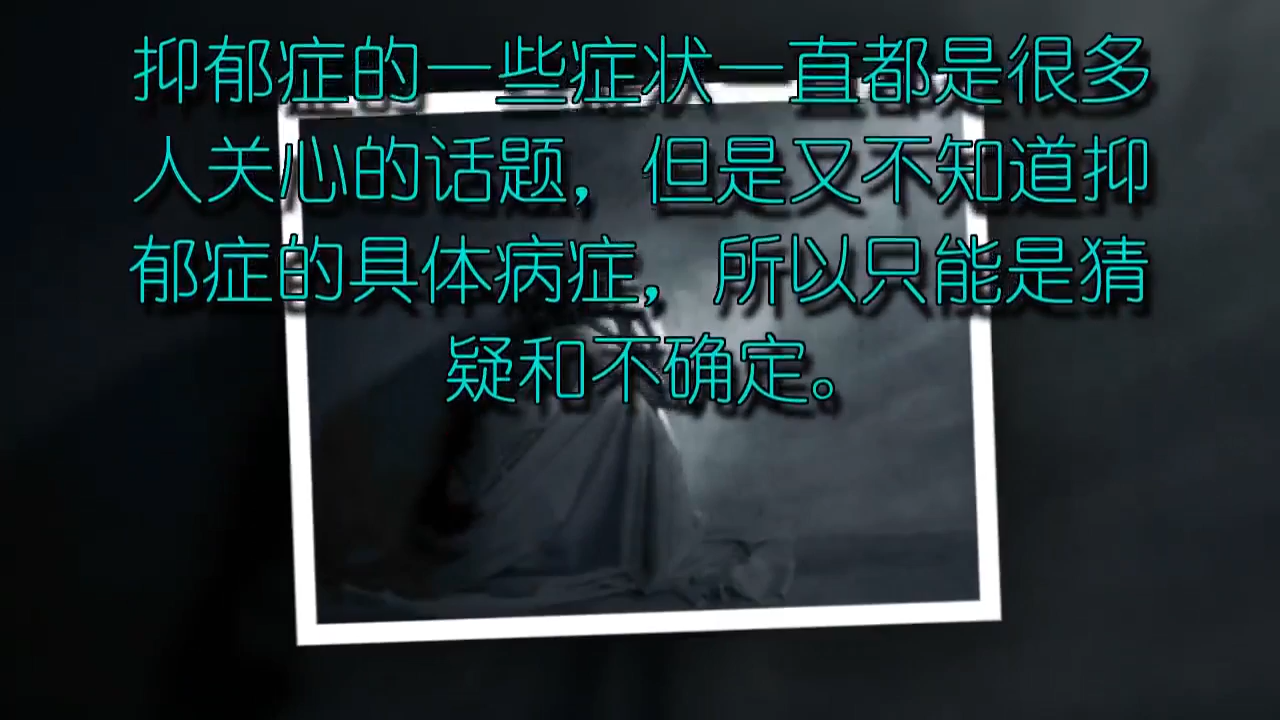 抑郁症的一些症状一直都是很多
人关心的话题，但是又不知道抑
郁症的具体病症，所以只能是猜
疑和不确定。